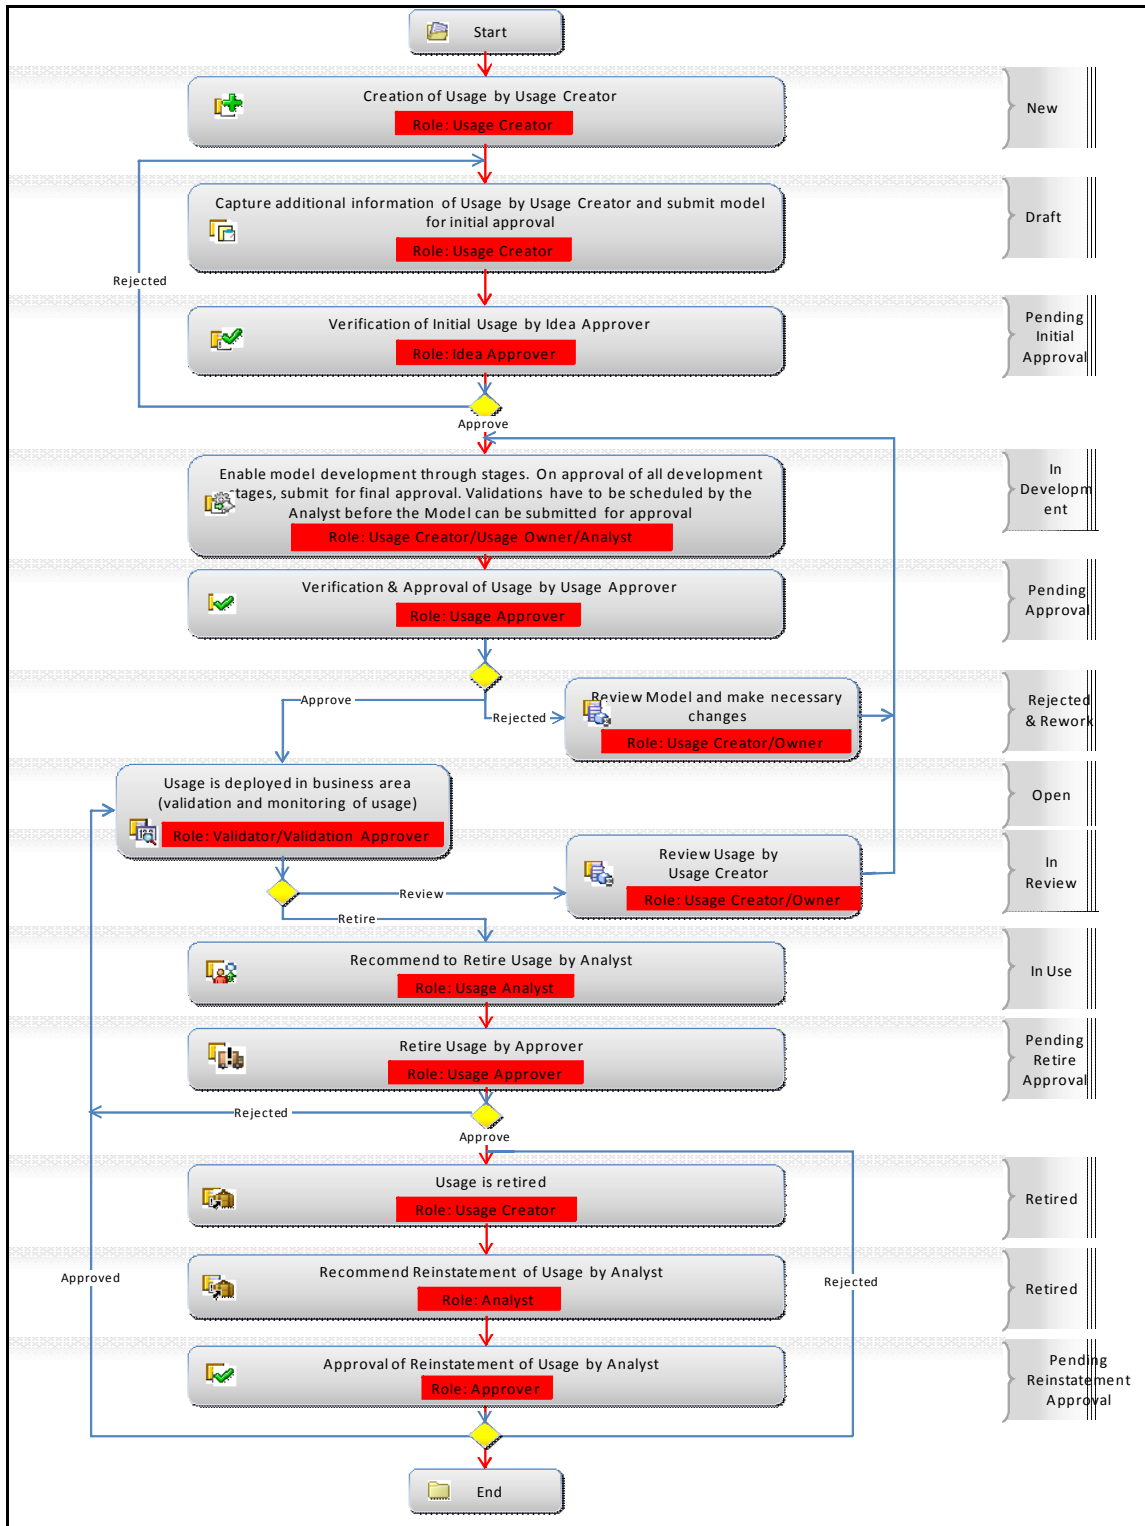 Start
Creation of Usage by Usage Creator
Role: Usage Creator
New
Capture additional information of Usage by Usage Creator and submit model
for initial approval
Role: Usage Creator
Draft
Rejected
Verification of Initial Usage by Idea Approver
Role: Idea Approver
Pending
Initial
Approval
Approve
Enable model development through stages. On approval of all development
stages, submit for final approval. Validations have to be scheduled by the
Analyst before the Model can be submitted for approval
Role: Usage Creator/Usage Owner/Analyst
In
Developm
ent
Verification & Approval of Usage by Usage Approver
Role: Usage Approver
Pending
Approval
Approve
Rejected
Review Model and make necessary
changes
Role: Usage Creator/Owner
Rejected
& Rework
Usage is deployed in business area
(validation and monitoring of usage)
Role: Validator/Validation Approver
Open
Review
Review Usage by
Usage Creator
Role: Usage Creator/Owner
In
Review
Retire
Recommend to Retire Usage by Analyst
Role: Usage Analyst
In Use
Retire Usage by Approver
Role: Usage Approver
Pending
Retire
Approval
Rejected
Approve
Usage is retired
Role: Usage Creator
Retired
Approved
Rejected
Recommend Reinstatement of Usage by Analyst
Role: Analyst
Retired
Approval of Reinstatement of Usage by Analyst
Role: Approver
Pending
Reinstatement
Approval
End